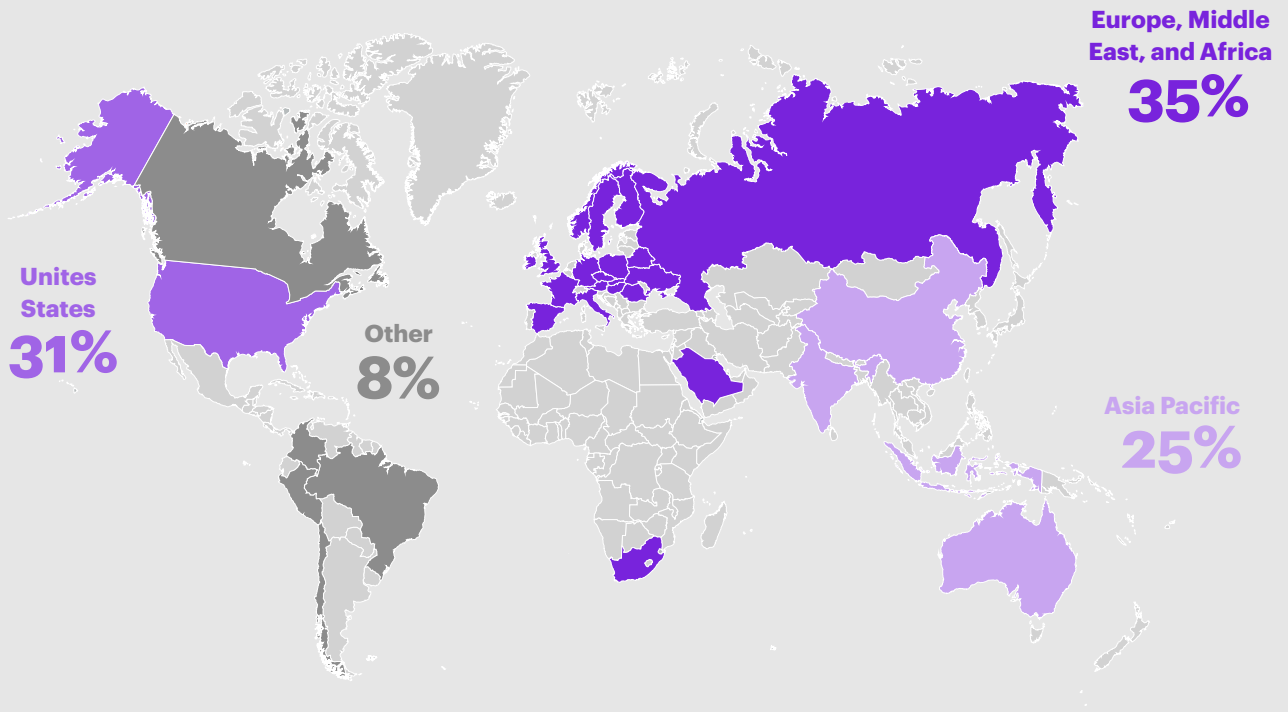 Europe, Middle
East, and Africa
35%
Unites
States
31%
Other
8%
Asia Pacific
25%